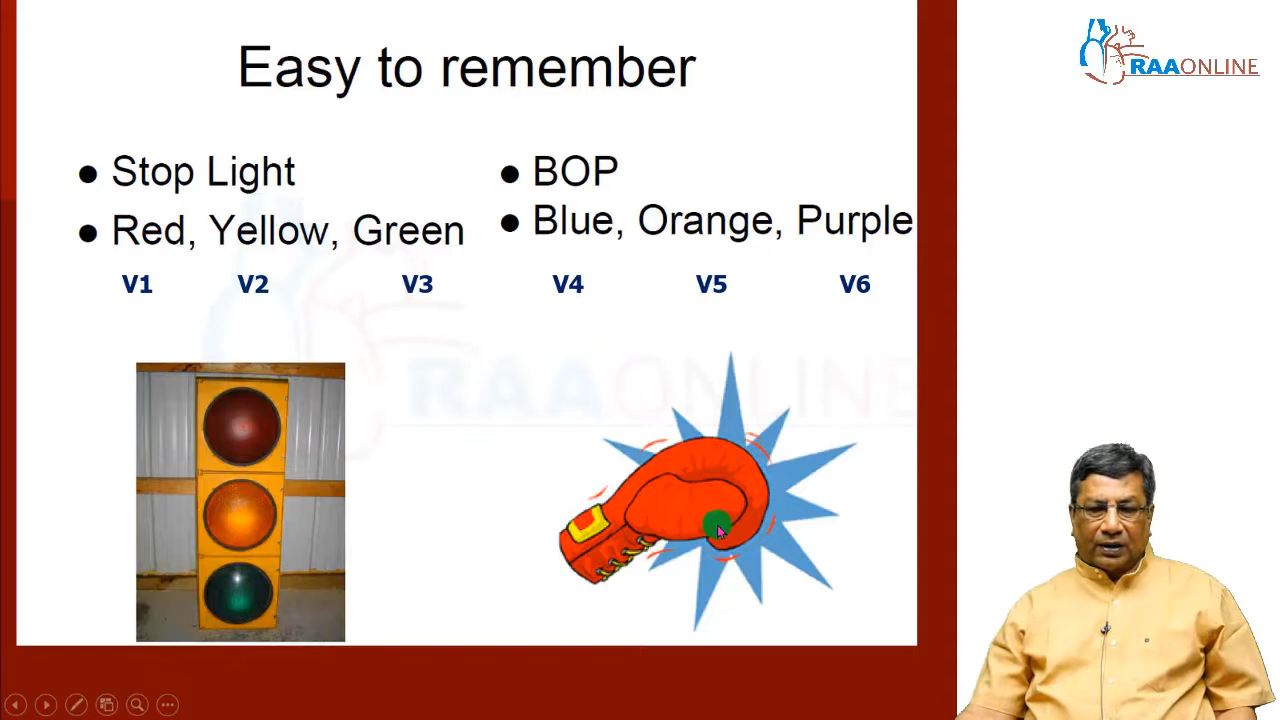 Easy to remember
● Stop Light
● Red, Yellow, Green
V1 V2 V3
● BOP
● Blue, Orange, Purple
V4 V5 V6
RAAONLINE
RAAONLINE